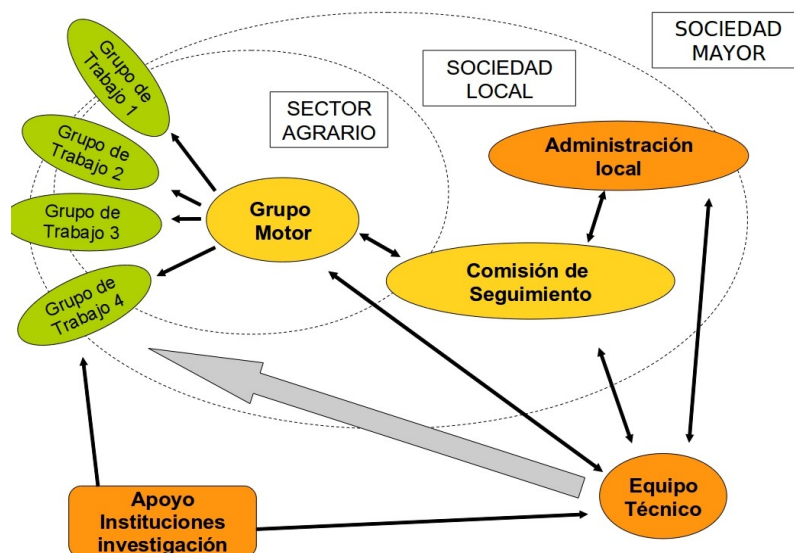 SOCIEDAD
MAYOR
SOCIEDAD
LOCAL
SECTOR
AGRARIO
Grupo de
Trabajo 1
Grupo de
Trabajo 2
Grupo de
Trabajo 3
Grupo de
Trabajo 4
Grupo
Motor
Administración
local
Comisión de
Seguimiento
Apoyo
Instituciones
investigación
Equipo
Técnico